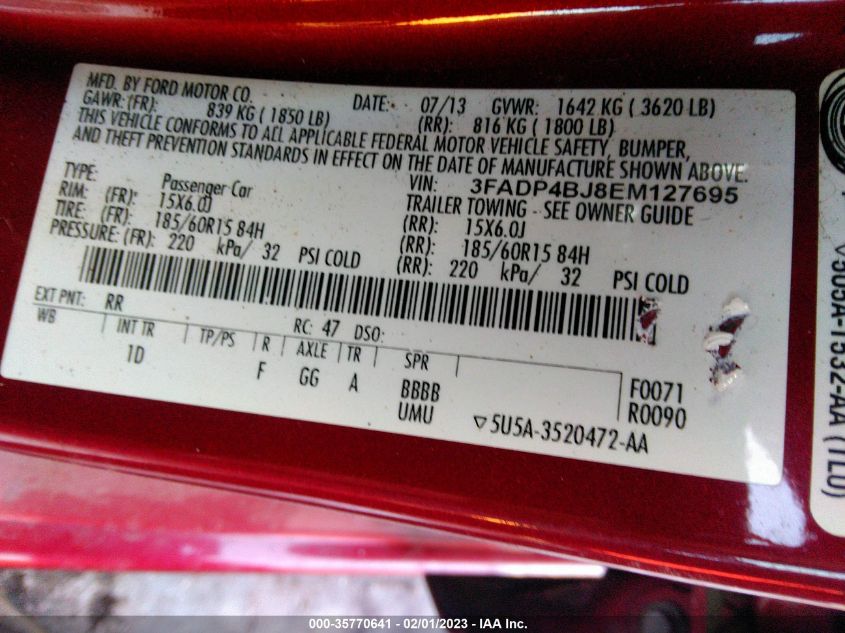 MFD. BY FORD MOTOR CO. DATE: 07/13 GVWR: 1642 KG ( 3620 LB)
GAWR: (FR): 839 KG ( 1850 LB) (RR): 816 KG ( 1800 LB)
THIS VEHICLE CONFORMS TO ALL APPLICABLE FEDERAL MOTOR VEHICLE SAFETY, BUMPER,
AND THEFT PREVENTION STANDARDS IN EFFECT ON THE DATE OF MANUFACTURE SHOWN ABOVE.
VIN: 3FADP4BJ8EM127695
TYPE: Passenger Car TRAILER TOWING - SEE OWNER GUIDE
RIM: (FR): 15X6.0J (RR): 15X6.0J
TIRE: (FR): 185/60R15 84H (RR): 185/60R15 84H
PRESSURE: (FR): 220 kPa/ 32 PSI COLD (RR): 220 kPa/ 32 PSI COLD
EXT PNT: RR RC: 47 DSO:
WB INT TR TP/PS R AXLE TR SPR
1D F GG A BBBB F0071
UMU R0090
▽5U5A-3520472-AA
▽5U5A-1532-AA (TL0)
000-35770641 - 02/01/2023 - IAA Inc.